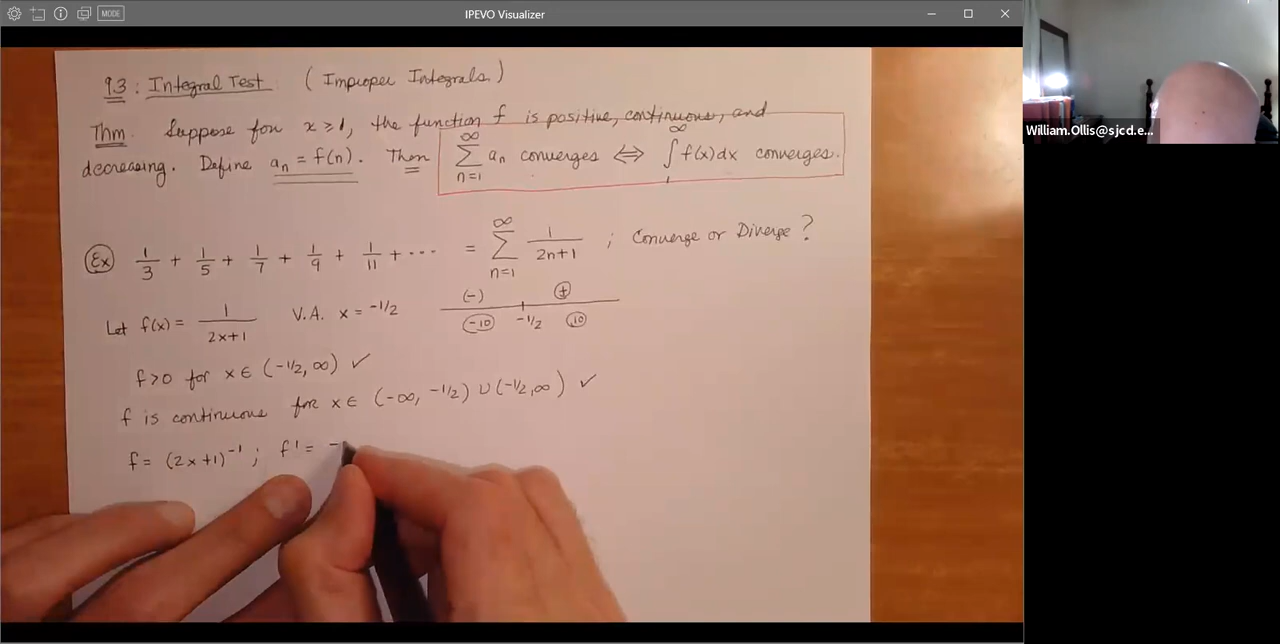 MODE
IPEVO Visualizer
9.3 : Integral Test ( Improper Integrals )
Thm. Suppose for x ≥ 1, the function f is positive, continuous, and
decreasing. Define aₙ = f(n). Then ∑_{n=1}^{∞} aₙ converges ⟺ ∫₁^∞ f(x)dx converges.
Ex 1/3 + 1/5 + 1/7 + 1/9 + 1/11 + ··· = ∑_{n=1}^{∞} 1/(2n+1) ; Converge or Diverge ?
Let f(x) = 1/(2x+1) V.A. x = -1/2 (-) + -10 -1/2 10
f>0 for x ∈ (-1/2, ∞) ✓
f is continuous for x ∈ (-∞, -1/2) ∪ (-1/2, ∞) ✓
f = (2x+1)⁻¹ ; f' = -
William.Ollis@sjcd.e...